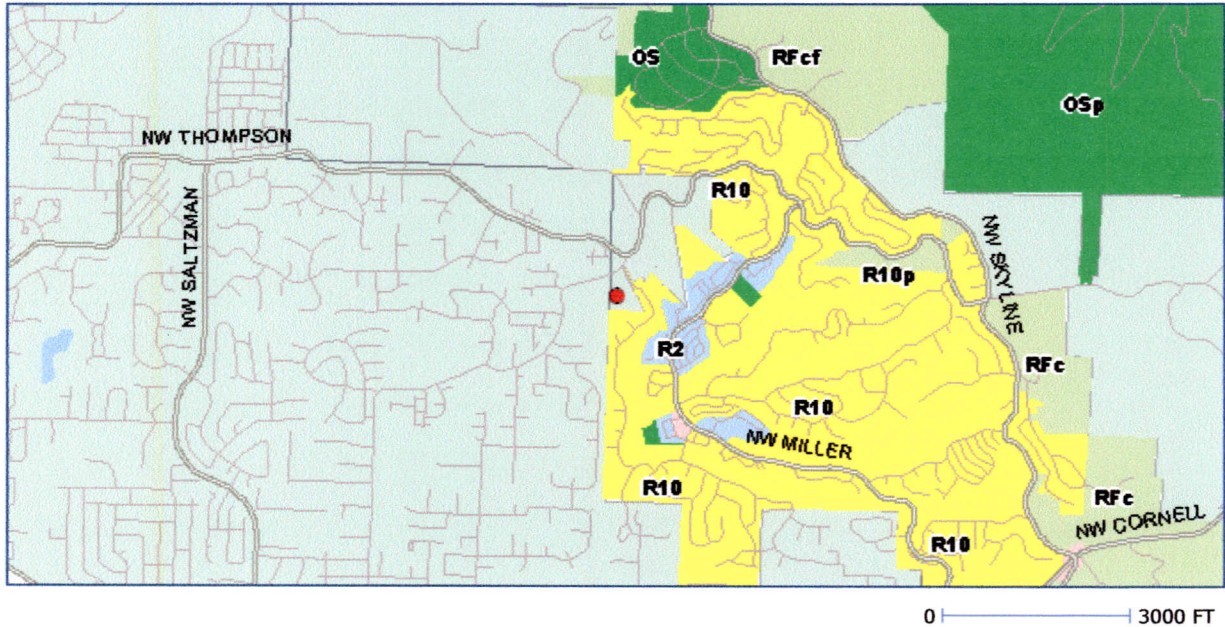 OS
RFcf
OSp
NW THOMPSON
R10
NW SALTZMAN
NW SKYLINE
R10p
R2
RFc
R10
NW MILLER
R10
RFc
NW CORNELL
R10
0 3000 FT